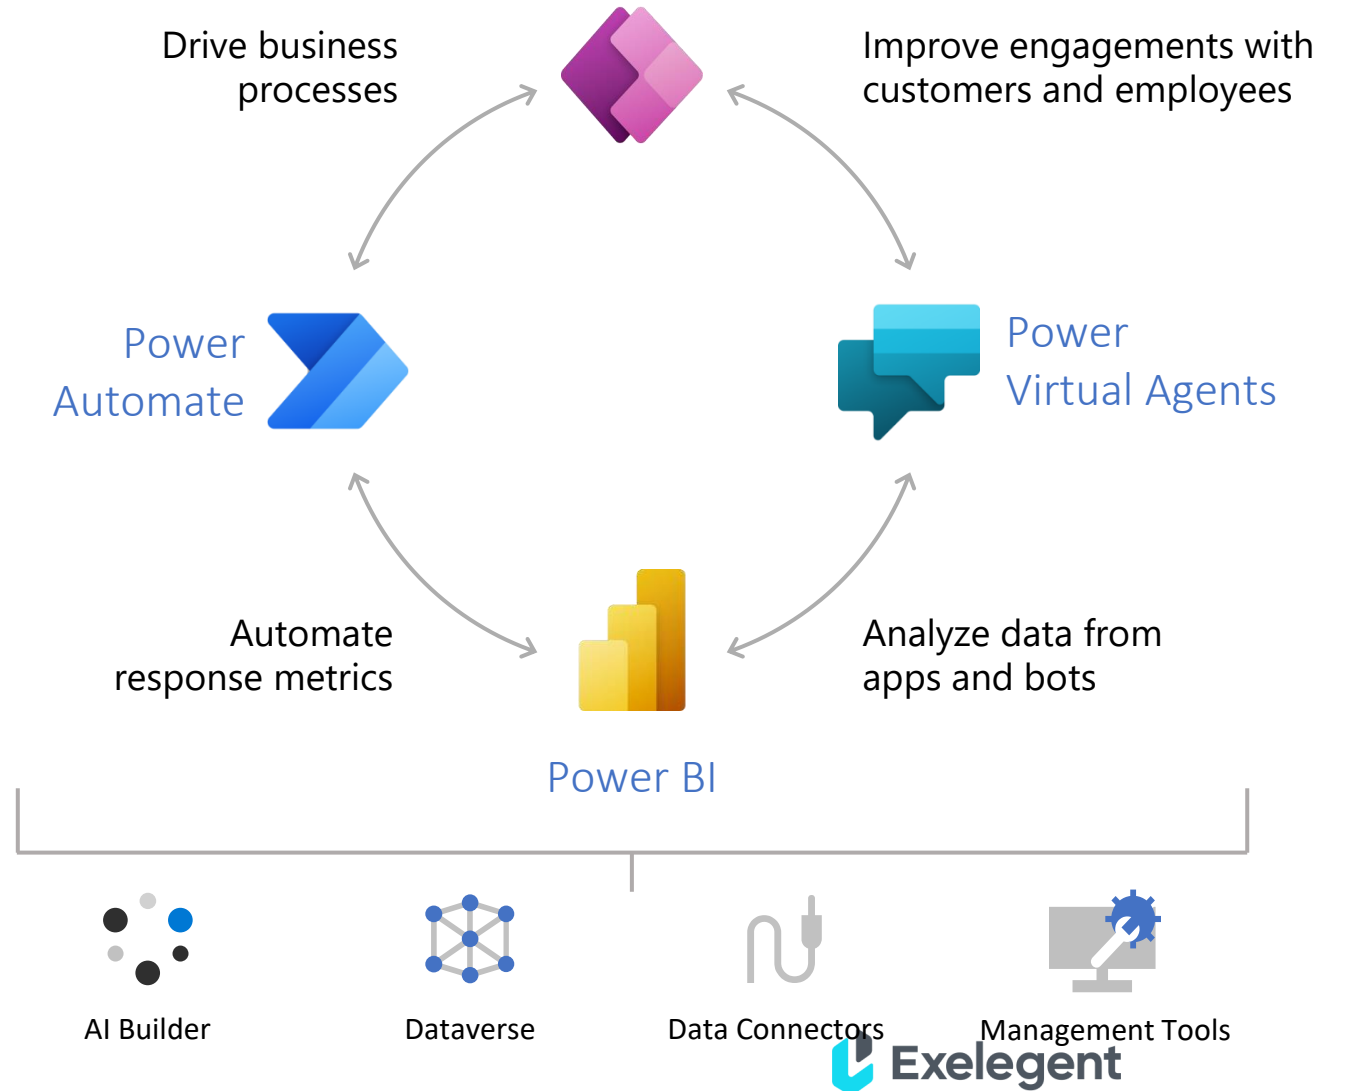 Drive business
processes
Improve engagements with
customers and employees
Power
Automate
Power
Virtual Agents
Automate
response metrics
Analyze data from
apps and bots
Power BI
AI Builder
Dataverse
Data Connectors
Management Tools
Exelegent